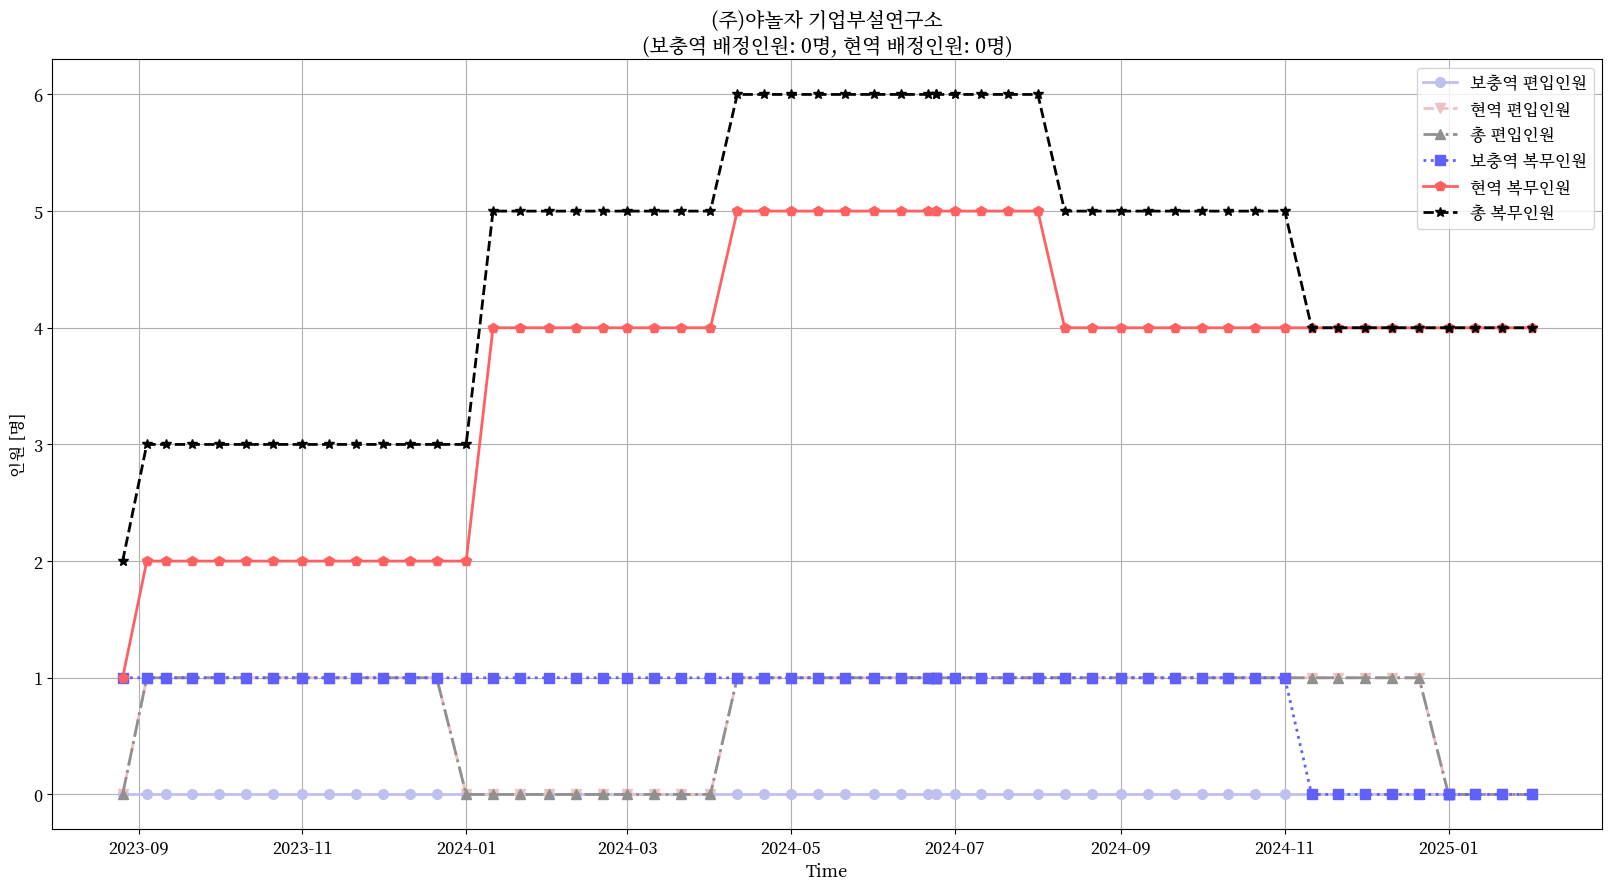 (주)야놀자 기업부설연구소
(보충역 배정인원: 0명, 현역 배정인원: 0명)
보충역 편입인원
현역 편입인원
총 편입인원
보충역 복무인원
현역 복무인원
총 복무인원
인원 [명]
6
5
4
3
2
1
0
2023-09 2023-11 2024-01 2024-03 2024-05 2024-07 2024-09 2024-11 2025-01
Time